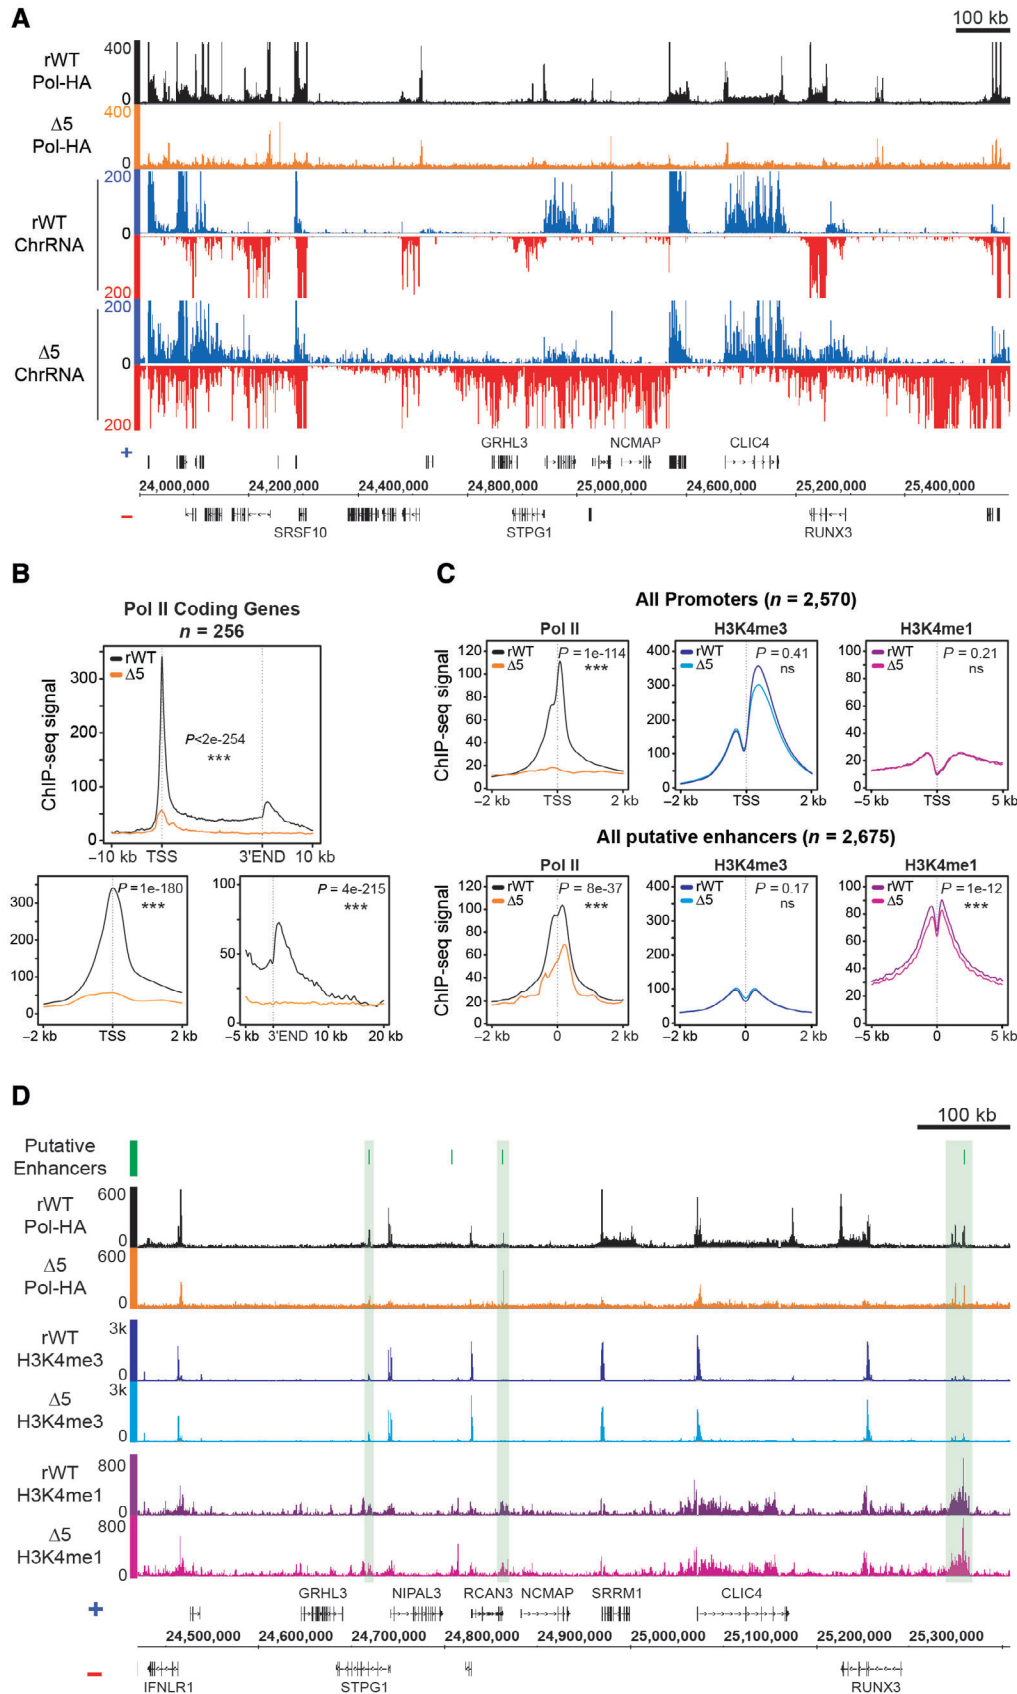 A
100 kb
rWT
Pol-HA
400
0
Δ5
Pol-HA
400
0
rWT
ChrRNA
200
0
200
Δ5
ChrRNA
200
0
200
GRHL3 NCMAP CLIC4
+
24,000,000 24,200,000 24,400,000 24,800,000 25,000,000 24,600,000 25,200,000 25,400,000
−
SRSF10 STPG1 RUNX3
B
Pol II Coding Genes
n = 256
rWT
Δ5
ChIP-seq signal
300
200
100
0
P<2e-254
***
−10 kb TSS 3'END 10 kb
300
200
100
0
P = 1e-180
***
−2 kb TSS 2 kb
100
50
0
P = 4e-215
***
−5 kb 3'END 10 kb 20 kb
C
All Promoters (n = 2,570)
Pol II
rWT
Δ5
P = 1e-114
***
ChIP-seq signal
120
100
80
60
40
20
0
−2 kb TSS 2 kb
H3K4me3
rWT
Δ5
P = 0.41
ns
400
300
200
100
0
−2 kb TSS 2 kb
H3K4me1
rWT
Δ5
P = 0.21
ns
100
80
60
40
20
0
−5 kb TSS 5 kb
All putative enhancers (n = 2,675)
Pol II
rWT
Δ5
P = 8e-37
***
ChIP-seq signal
120
100
80
60
40
20
0
−2 kb 0 2 kb
H3K4me3
rWT
Δ5
P = 0.17
ns
400
300
200
100
0
−2 kb 0 2 kb
H3K4me1
rWT
Δ5
P = 1e-12
***
100
80
60
40
20
0
−5 kb 0 5 kb
D
100 kb
Putative
Enhancers
rWT
Pol-HA
600
0
Δ5
Pol-HA
600
0
rWT
H3K4me3
3k
0
Δ5
H3K4me3
3k
0
rWT
H3K4me1
800
0
Δ5
H3K4me1
800
0
GRHL3 NIPAL3 RCAN3 NCMAP SRRM1 CLIC4
+
24,500,000 24,600,000 24,700,000 24,800,000 24,900,000 25,000,000 25,100,000 25,200,000 25,300,000
−
IFNLR1 STPG1 RUNX3